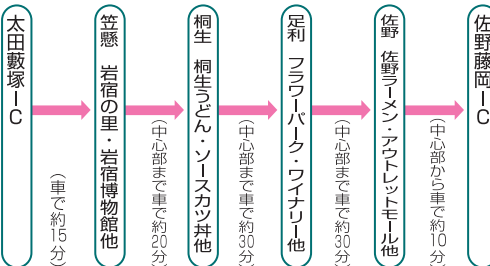 太田藪塚IC
（車で約15分）
笠懸　岩宿の里・岩宿博物館他
（中心部まで車で約20分）
桐生　桐生うどん・ソースカツ丼他
（中心部まで車で約30分）
足利　フラワーパーク・ワイナリー他
（中心部まで車で約30分）
佐野　佐野ラーメン・アウトレットモール他
（中心部から車で約10分）
佐野藤岡IC